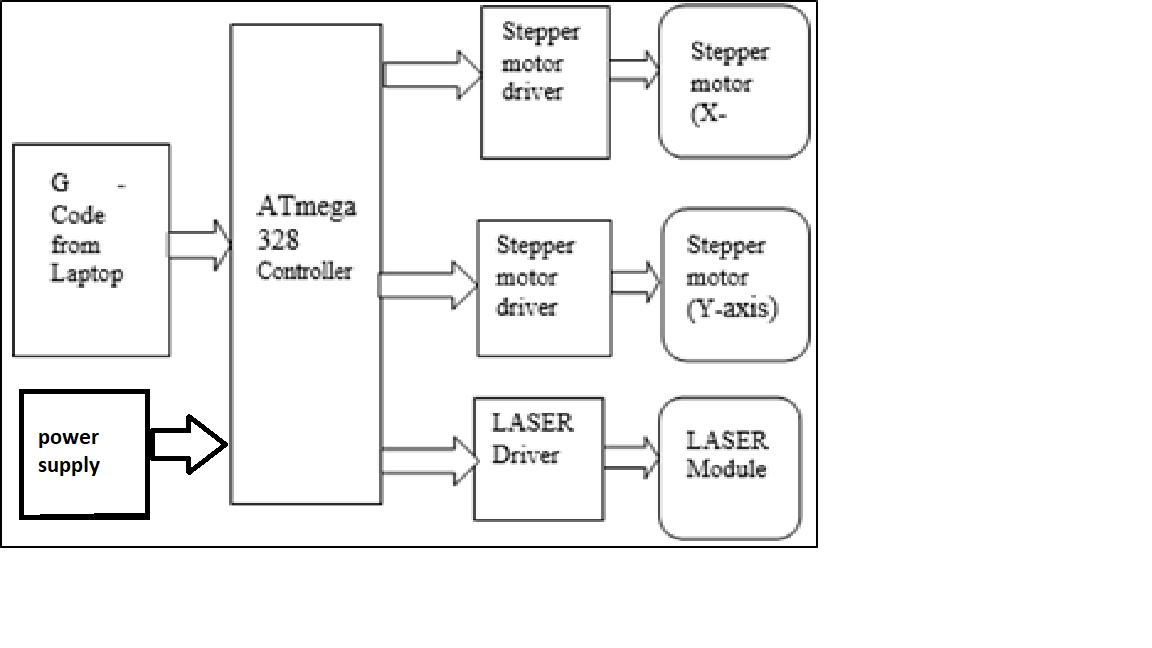 Stepper
motor
driver
Stepper
motor
(X-
G -
Code
from
Laptop
ATmega
328
Controller
Stepper
motor
driver
Stepper
motor
(Y-axis)
power
supply
LASER
Driver
LASER
Module